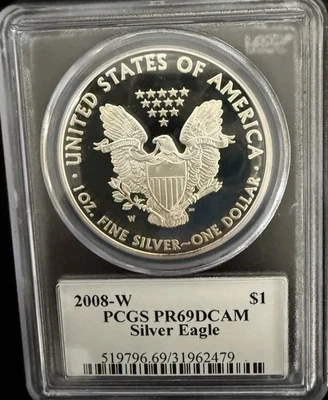 UNITED STATES OF AMERICA
W
1 OZ. FINE SILVER~ONE DOLLAR
2008-W $1
PCGS PR69DCAM
Silver Eagle
519796.69/31962479